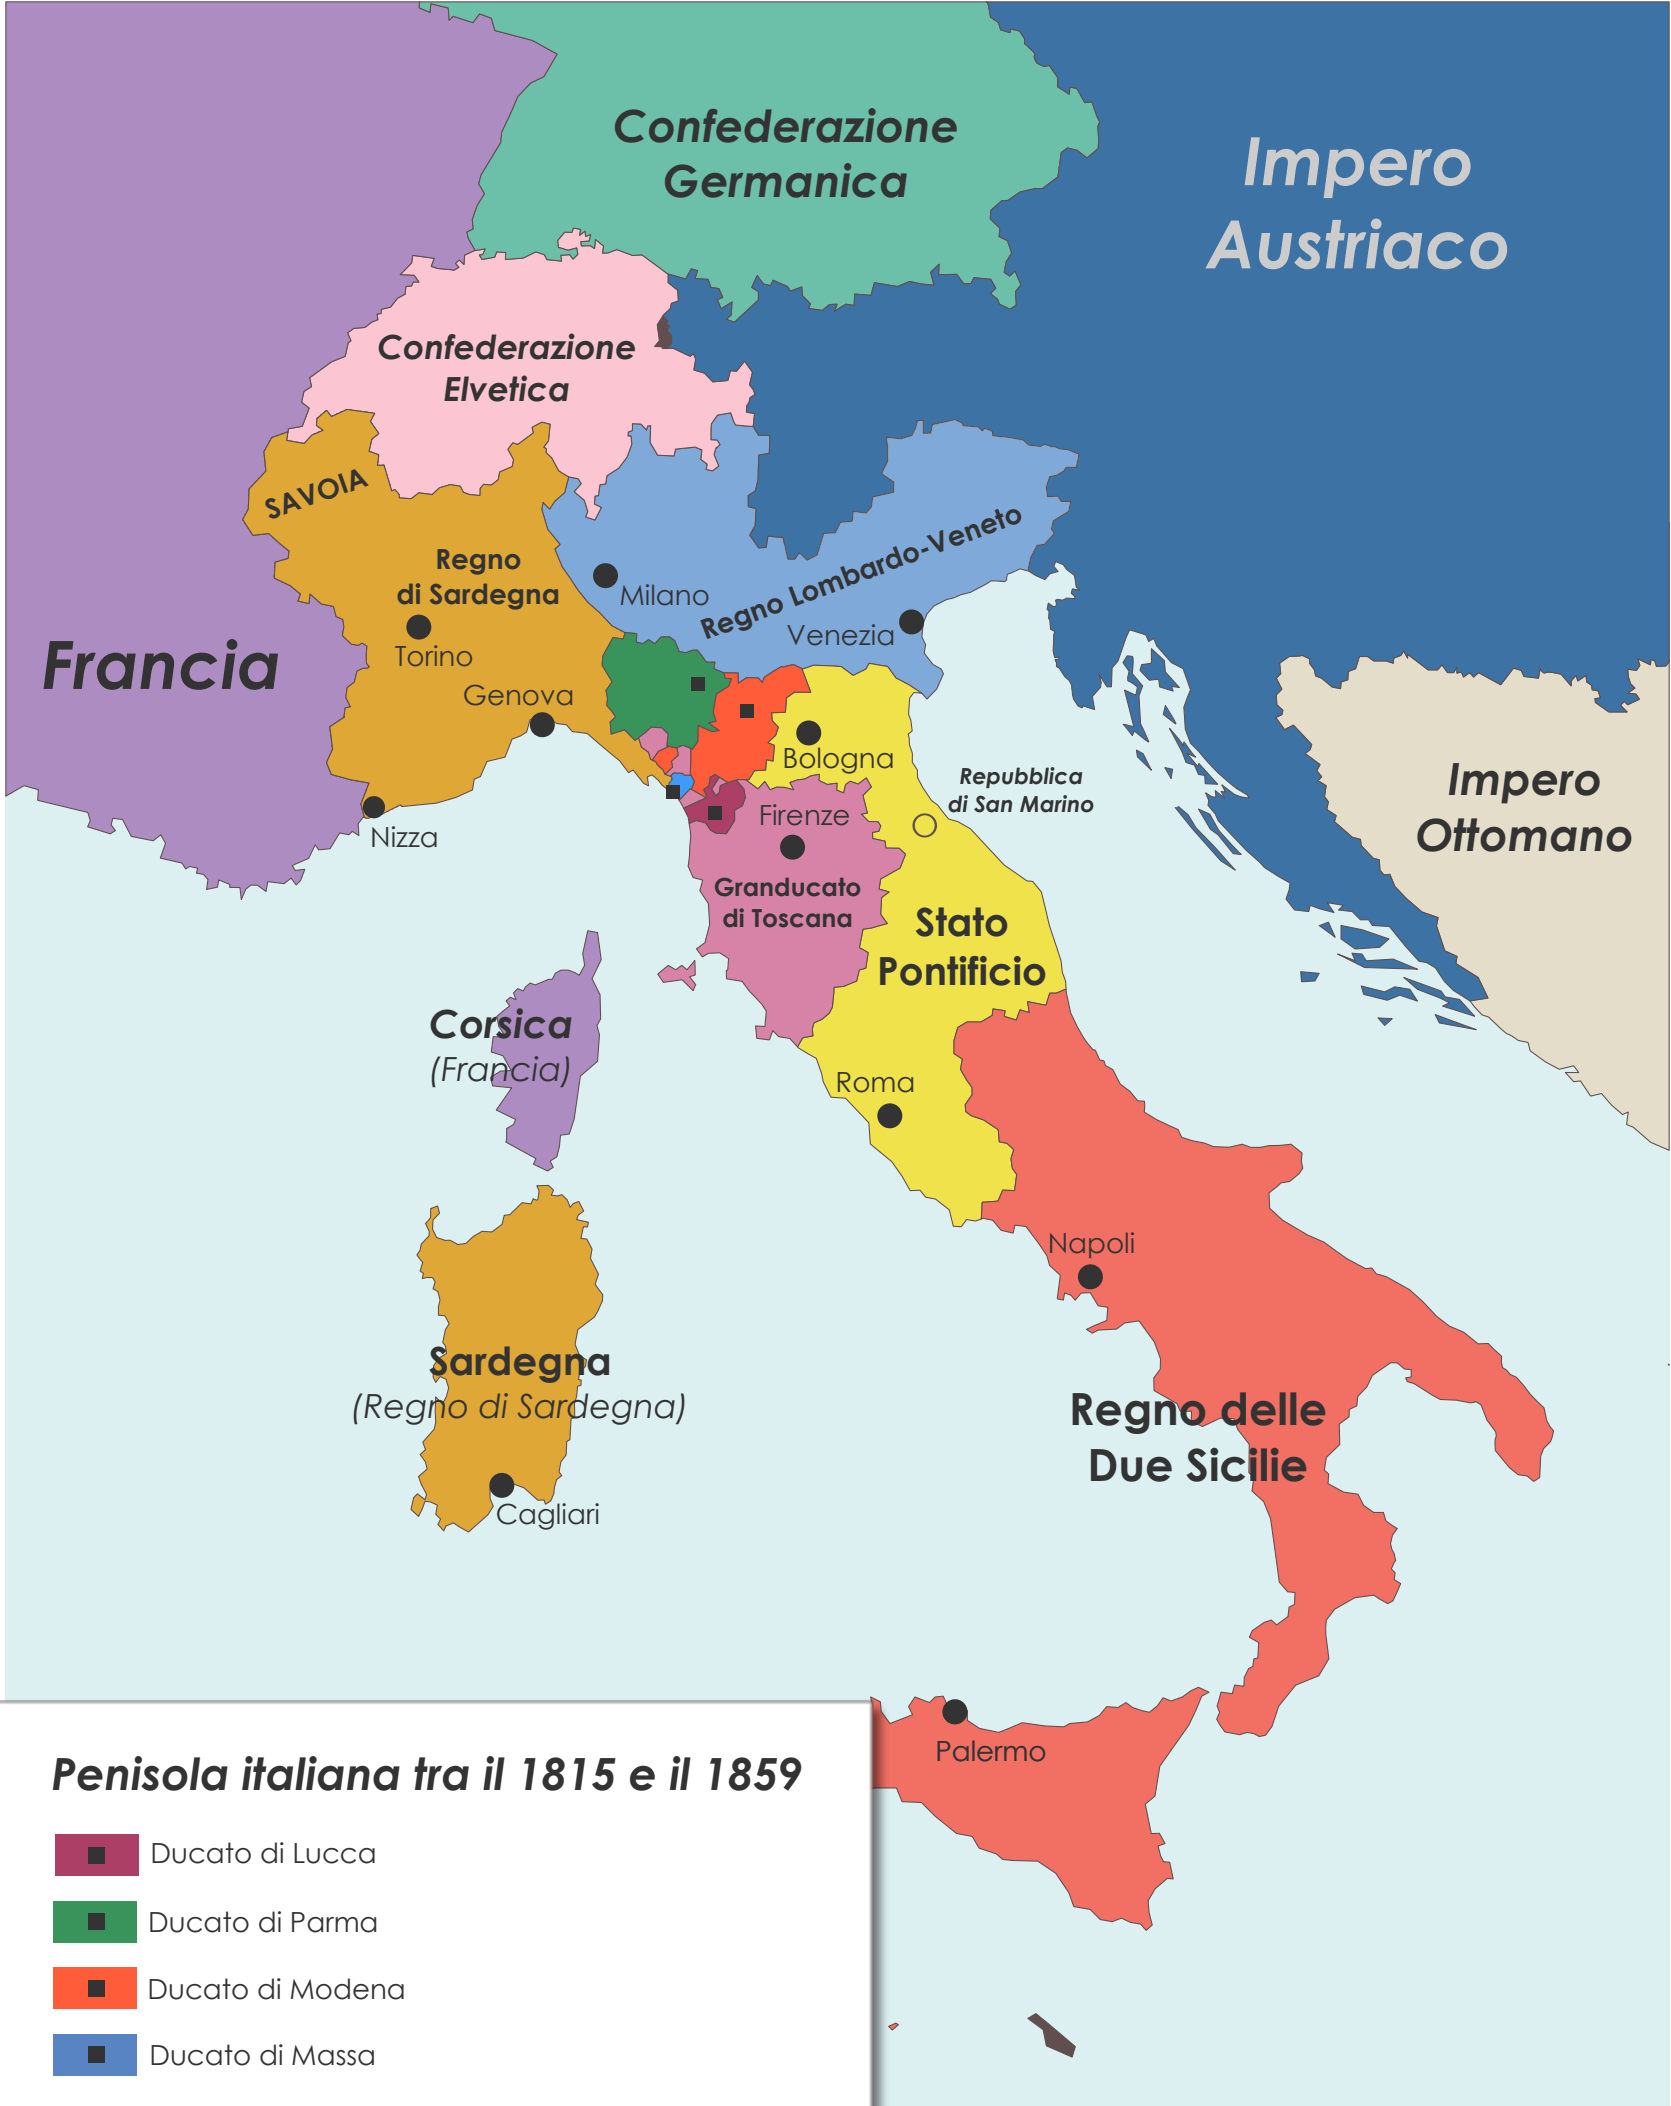 Confederazione
Germanica
Impero
Austriaco
Confederazione
Elvetica
SAVOIA
Regno
di Sardegna
Torino
Francia
Genova
Nizza
Milano
Regno Lombardo-Veneto
Venezia
Bologna
Repubblica
di San Marino
Impero
Ottomano
Firenze
Granducato
di Toscana
Stato
Pontificio
Corsica
(Francia)
Roma
Napoli
Sardegna
(Regno di Sardegna)
Cagliari
Regno delle
Due Sicilie
Palermo
Penisola italiana tra il 1815 e il 1859
Ducato di Lucca
Ducato di Parma
Ducato di Modena
Ducato di Massa